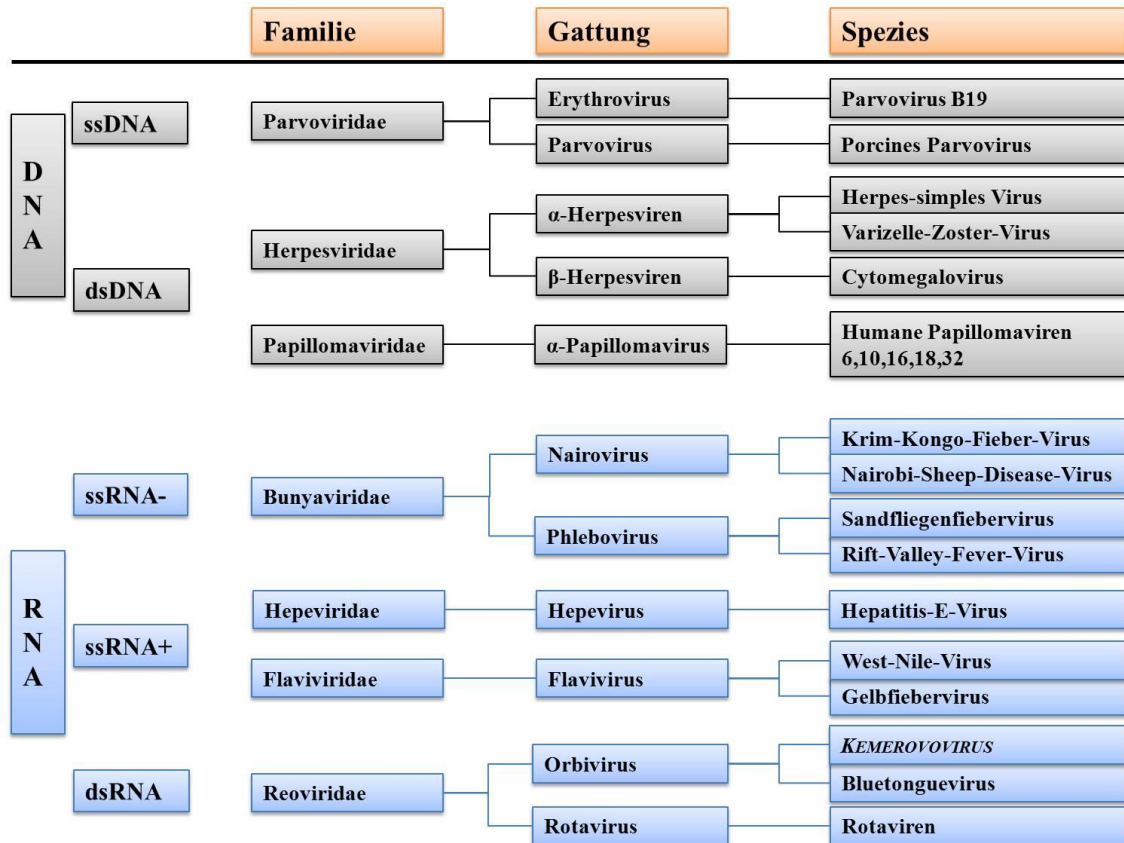 Familie
Gattung
Spezies
DNA
ssDNA
Parvoviridae
Erythrovirus
Parvovirus B19
Parvovirus
Porcines Parvovirus
dsDNA
Herpesviridae
α-Herpesviren
Herpes-simples Virus
Varizelle-Zoster-Virus
β-Herpesviren
Cytomegalovirus
Papillomaviridae
α-Papillomavirus
Humane Papillomaviren
6,10,16,18,32
RNA
ssRNA-
Bunyaviridae
Nairovirus
Krim-Kongo-Fieber-Virus
Nairobi-Sheep-Disease-Virus
Phlebovirus
Sandfliegenfiebervirus
Rift-Valley-Fever-Virus
ssRNA+
Hepeviridae
Hepevirus
Hepatitis-E-Virus
Flaviviridae
Flavivirus
West-Nile-Virus
Gelbfiebervirus
dsRNA
Reoviridae
Orbivirus
KEMEROVOVIRUS
Bluetonguevirus
Rotavirus
Rotaviren